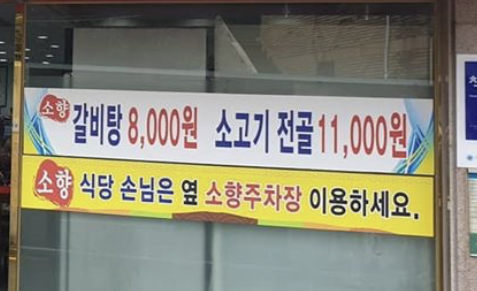 소향 갈비탕 8,000원 소고기 전골 11,000원
소향 식당 손님은 옆 소향주차장 이용하세요.